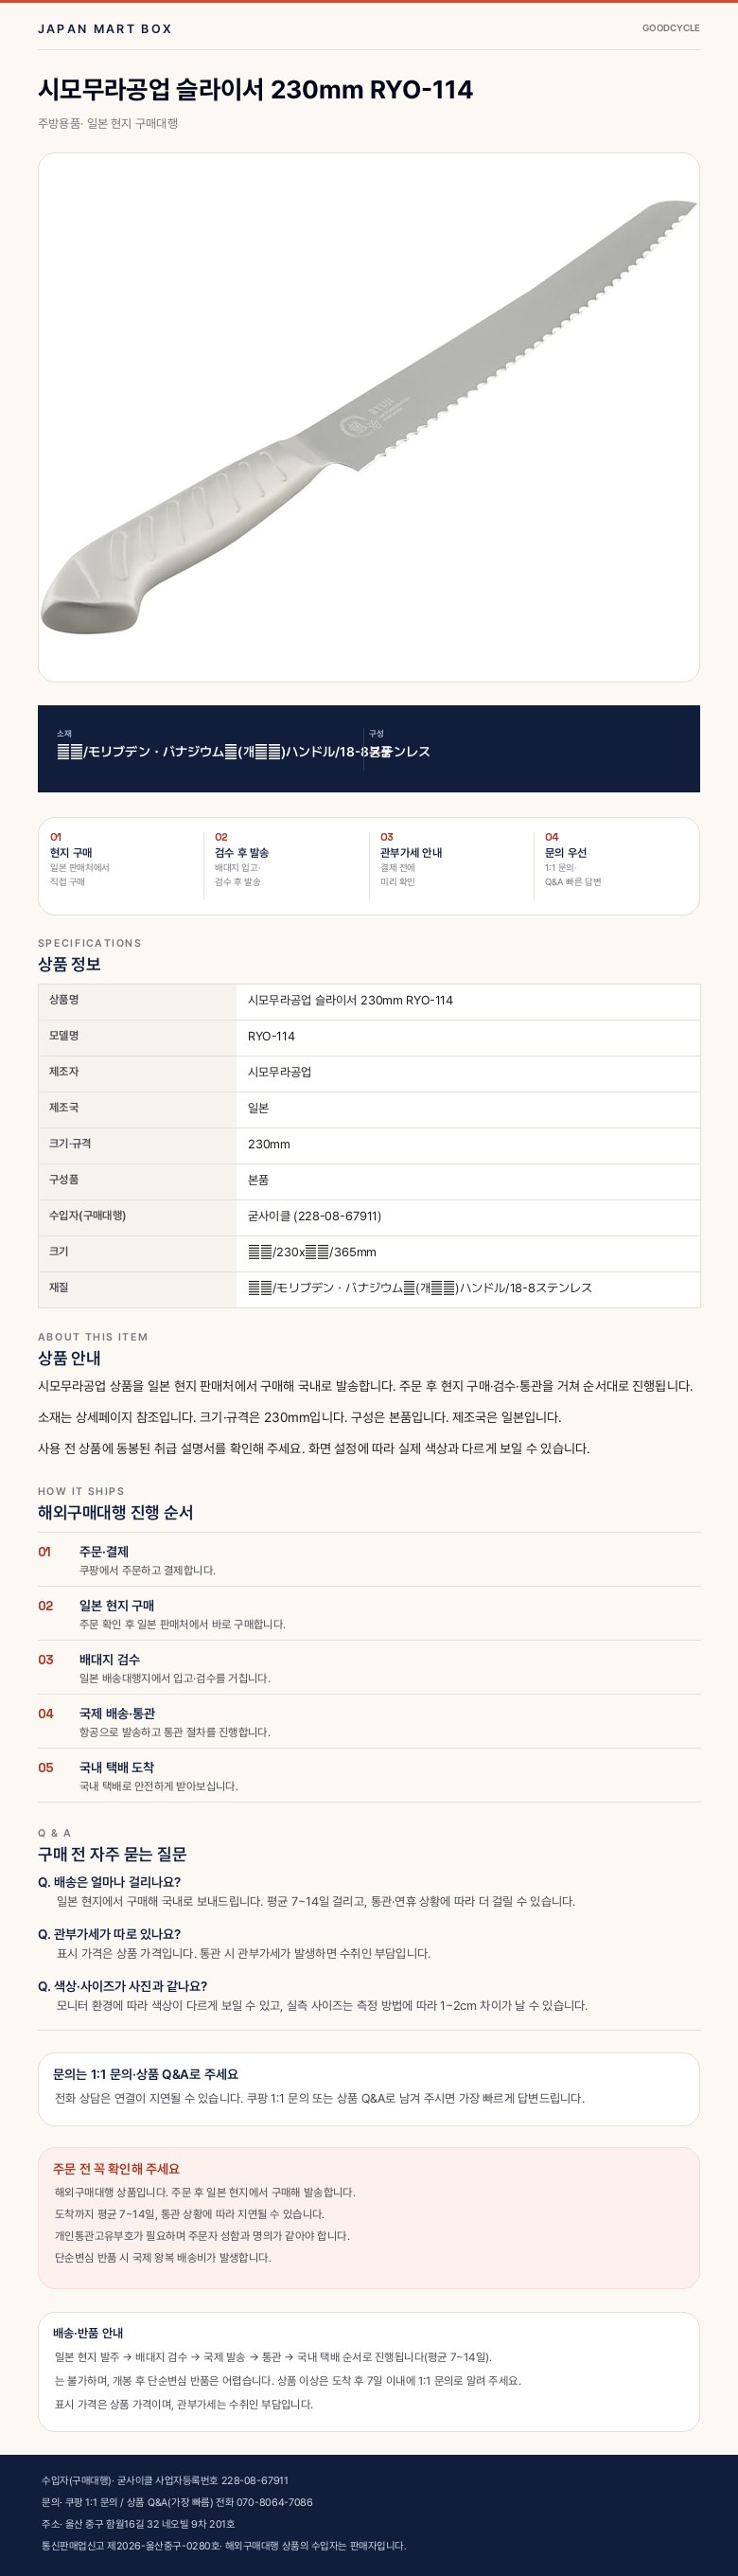 JAPAN MART BOX
GOODCYCLE
시모무라공업 슬라이서 230mm RYO-114
주방용품· 일본 현지 구매대행
RYUJI
소재
/モリブデン・バナジウム (개 )ハンドル/18-8ステンレス
구성
본품
01
현지 구매
일본 판매처에서
직접 구매
02
검수 후 발송
배대지 입고·
검수 후 발송
03
관부가세 안내
결제 전에
미리 확인
04
문의 우선
1:1 문의·
Q&A 빠른 답변
SPECIFICATIONS
상품 정보
상품명 시모무라공업 슬라이서 230mm RYO-114
모델명 RYO-114
제조자 시모무라공업
제조국 일본
크기·규격 230mm
구성품 본품
수입자(구매대행) 굳사이클 (228-08-67911)
크기 /230x /365mm
재질 /モリブデン・バナジウム (개 )ハンドル/18-8ステンレス
ABOUT THIS ITEM
상품 안내
시모무라공업 상품을 일본 현지 판매처에서 구매해 국내로 발송합니다. 주문 후 현지 구매·검수·통관을 거쳐 순서대로 진행됩니다.
소재는 상세페이지 참조입니다. 크기·규격은 230mm입니다. 구성은 본품입니다. 제조국은 일본입니다.
사용 전 상품에 동봉된 취급 설명서를 확인해 주세요. 화면 설정에 따라 실제 색상과 다르게 보일 수 있습니다.
HOW IT SHIPS
해외구매대행 진행 순서
01 주문·결제
쿠팡에서 주문하고 결제합니다.
02 일본 현지 구매
주문 확인 후 일본 판매처에서 바로 구매합니다.
03 배대지 검수
일본 배송대행지에서 입고·검수를 거칩니다.
04 국제 배송·통관
항공으로 발송하고 통관 절차를 진행합니다.
05 국내 택배 도착
국내 택배로 안전하게 받아보십니다.
Q & A
구매 전 자주 묻는 질문
Q. 배송은 얼마나 걸리나요?
일본 현지에서 구매해 국내로 보내드립니다. 평균 7~14일 걸리고, 통관·연휴 상황에 따라 더 걸릴 수 있습니다.
Q. 관부가세가 따로 있나요?
표시 가격은 상품 가격입니다. 통관 시 관부가세가 발생하면 수취인 부담입니다.
Q. 색상·사이즈가 사진과 같나요?
모니터 환경에 따라 색상이 다르게 보일 수 있고, 실측 사이즈는 측정 방법에 따라 1~2cm 차이가 날 수 있습니다.
문의는 1:1 문의·상품 Q&A로 주세요
전화 상담은 연결이 지연될 수 있습니다. 쿠팡 1:1 문의 또는 상품 Q&A로 남겨 주시면 가장 빠르게 답변드립니다.
주문 전 꼭 확인해 주세요
해외구매대행 상품입니다. 주문 후 일본 현지에서 구매해 발송합니다.
도착까지 평균 7~14일, 통관 상황에 따라 지연될 수 있습니다.
개인통관고유부호가 필요하며 주문자 성함과 명의가 같아야 합니다.
단순변심 반품 시 국제 왕복 배송비가 발생합니다.
배송·반품 안내
일본 현지 발주 → 배대지 검수 → 국제 발송 → 통관 → 국내 택배 순서로 진행됩니다(평균 7~14일).
는 불가하며, 개봉 후 단순변심 반품은 어렵습니다. 상품 이상은 도착 후 7일 이내에 1:1 문의로 알려 주세요.
표시 가격은 상품 가격이며, 관부가세는 수취인 부담입니다.
수입자(구매대행)· 굳사이클 사업자등록번호 228-08-67911
문의· 쿠팡 1:1 문의 / 상품 Q&A(가장 빠름) 전화 070-8064-7086
주소· 울산 중구 함월16길 32 네오빌 9차 201호
통신판매업신고 제2026-울산중구-0280호· 해외구매대행 상품의 수입자는 판매자입니다.